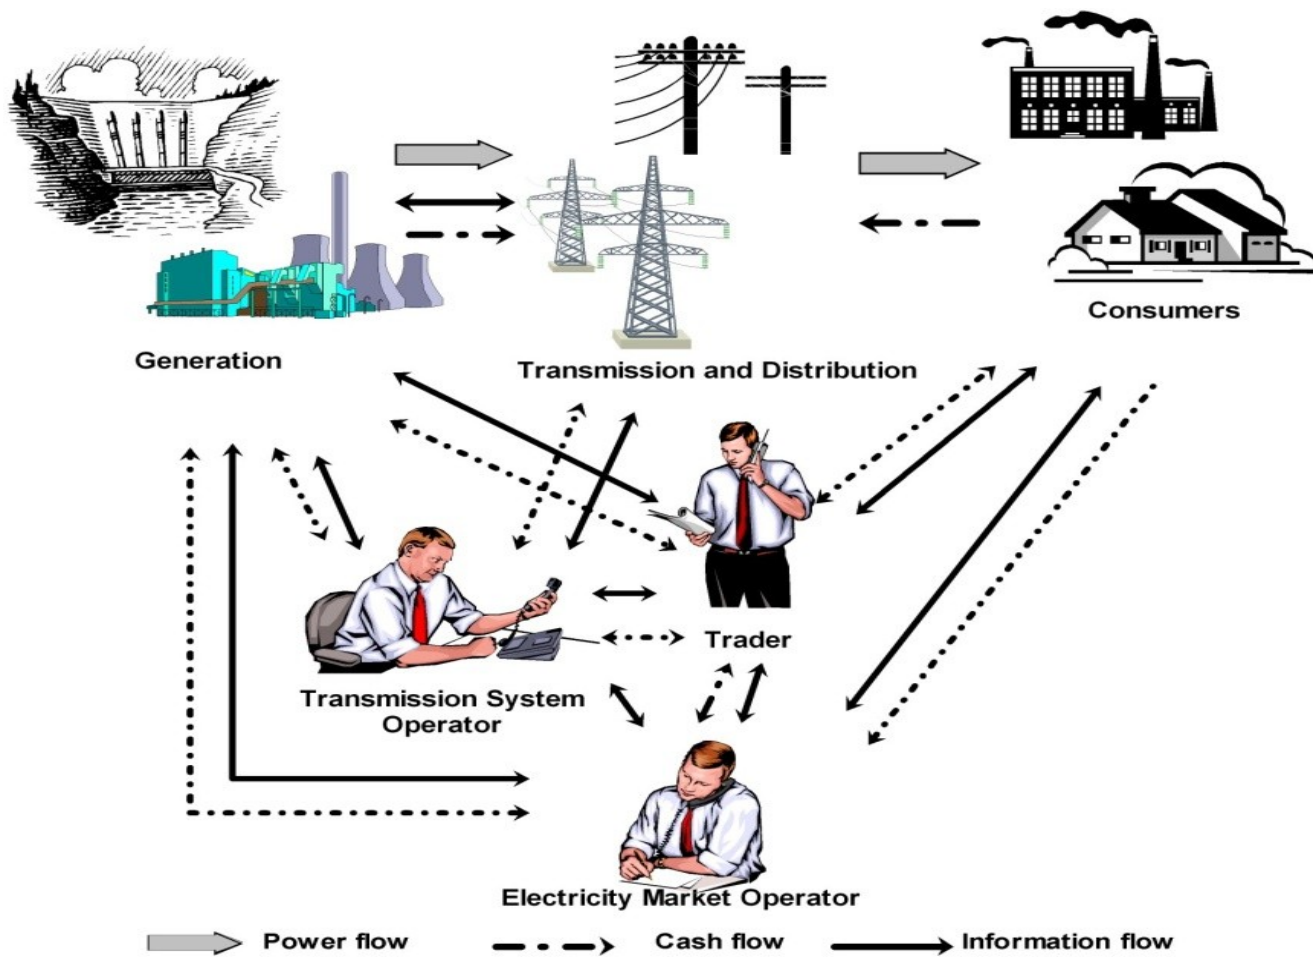 Consumers
Generation
Transmission and Distribution
Trader
Transmission System
Operator
Electricity Market Operator
Power flow
Cash flow
Information flow